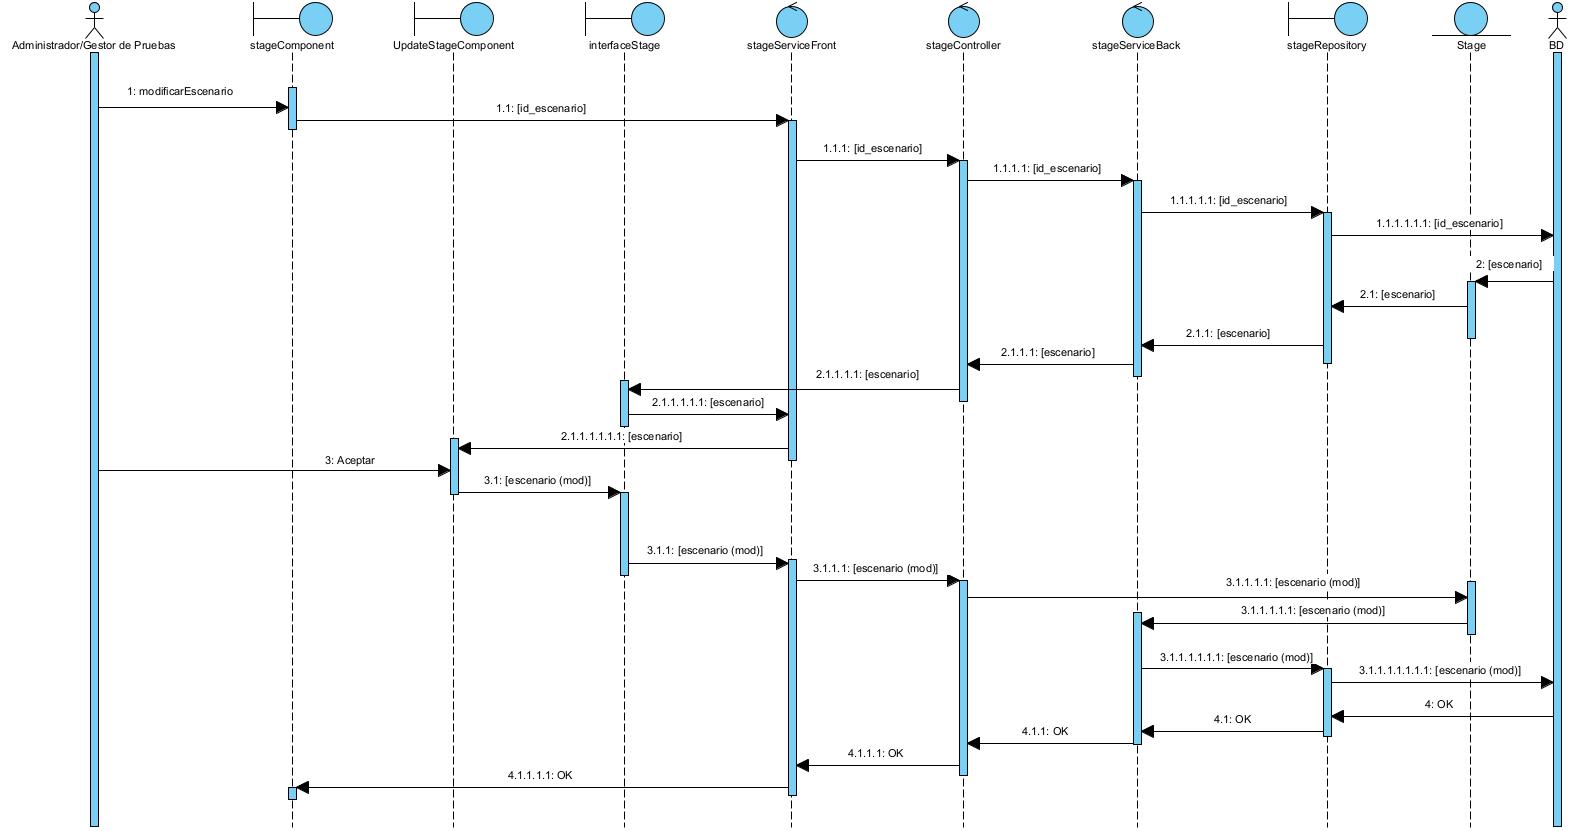 Administrador/Gestor de Pruebas
stageComponent
UpdateStageComponent
interfaceStage
stageServiceFront
stageController
stageServiceBack
stageRepository
Stage
BD
1: modificarEscenario
1.1: [id_escenario]
1.1.1: [id_escenario]
1.1.1.1: [id_escenario]
1.1.1.1.1: [id_escenario]
1.1.1.1.1.1: [id_escenario]
2: [escenario]
2.1: [escenario]
2.1.1: [escenario]
2.1.1.1: [escenario]
2.1.1.1.1: [escenario]
2.1.1.1.1.1: [escenario]
2.1.1.1.1.1.1: [escenario]
3: Aceptar
3.1: [escenario (mod)]
3.1.1: [escenario (mod)]
3.1.1.1: [escenario (mod)]
3.1.1.1.1: [escenario (mod)]
3.1.1.1.1.1: [escenario (mod)]
3.1.1.1.1.1.1: [escenario (mod)]
3.1.1.1.1.1.1.1: [escenario (mod)]
4: OK
4.1: OK
4.1.1: OK
4.1.1.1: OK
4.1.1.1.1: OK